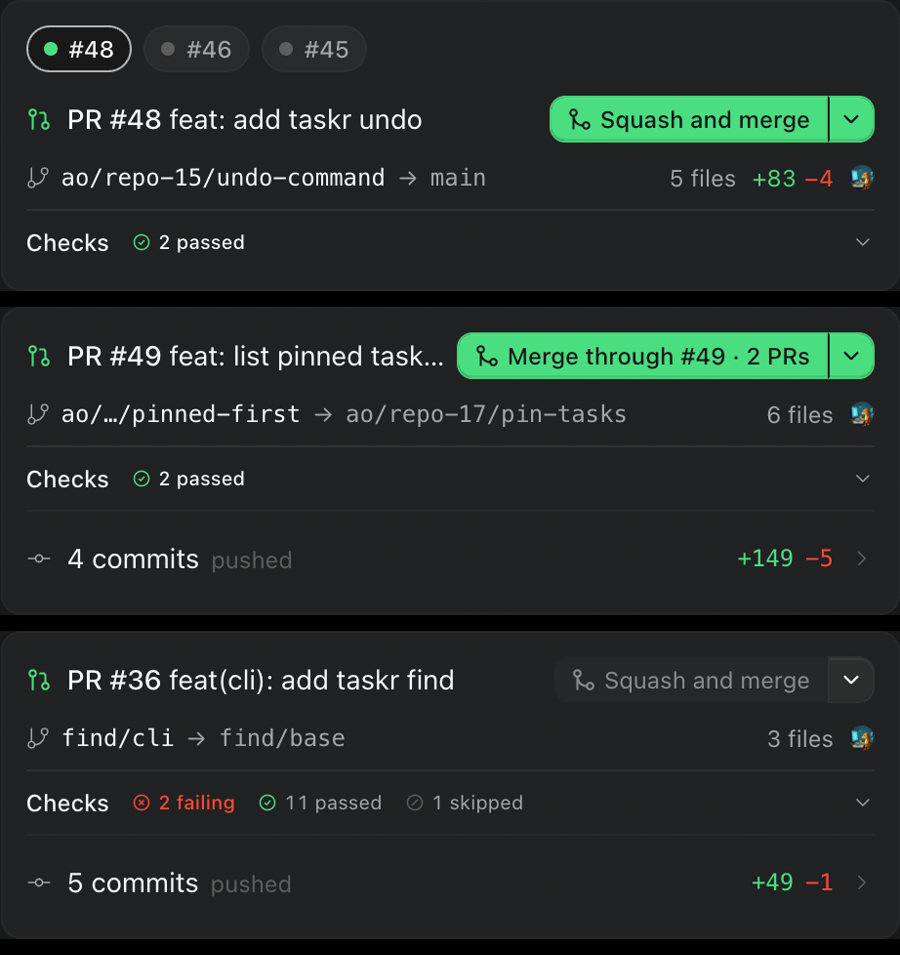 #48 #46 #45
PR #48 feat: add taskr undo Squash and merge
ao/repo-15/undo-command → main 5 files +83 −4
Checks 2 passed
PR #49 feat: list pinned task... Merge through #49 · 2 PRs
ao/…/pinned-first → ao/repo-17/pin-tasks 6 files
Checks 2 passed
4 commits pushed +149 −5
PR #36 feat(cli): add taskr find Squash and merge
find/cli → find/base 3 files
Checks 2 failing 11 passed 1 skipped
5 commits pushed +49 −1